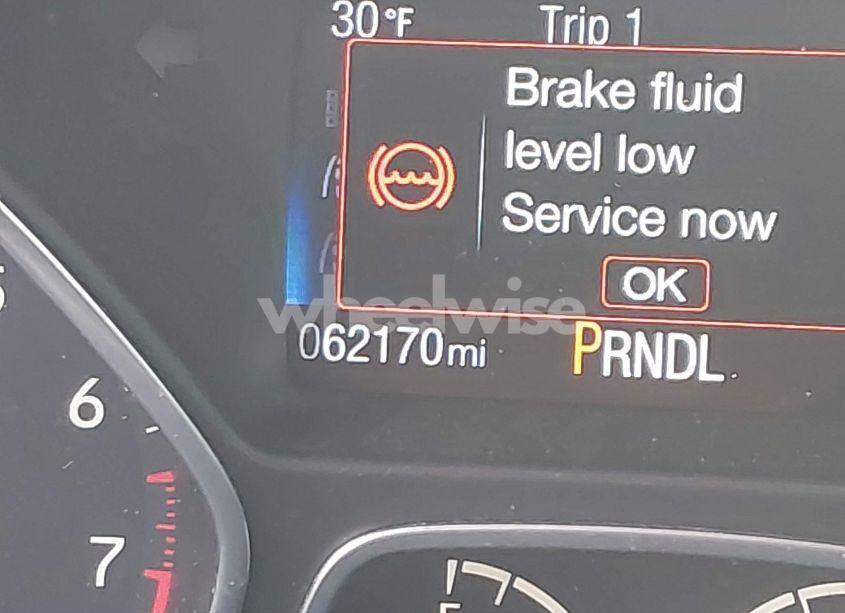 30°F Trip 1
Brake fluid
level low
Service now
OK
wheelwise
062170mi PRNDL
6
7